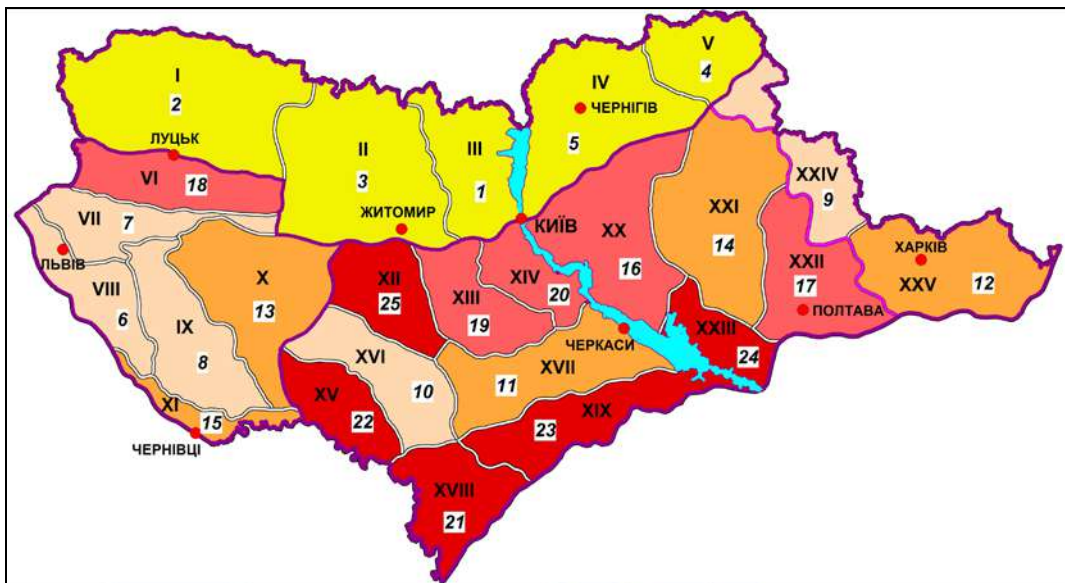 I
2
ЛУЦЬК
VI
18
VII
7
ЛЬВІВ
VIII
6
IX
8
X
13
XI
15
ЧЕРНІВЦІ
II
3
ЖИТОМИР
III
1
КИЇВ
IV
ЧЕРНІГІВ
5
V
4
XII
25
XIII
19
XIV
20
XV
22
XVI
10
XVII
11
ЧЕРКАСИ
XVIII
21
XIX
23
XX
16
XXI
14
XXII
17
ПОЛТАВА
XXIII
24
XXIV
9
ХАРКІВ
XXV
12